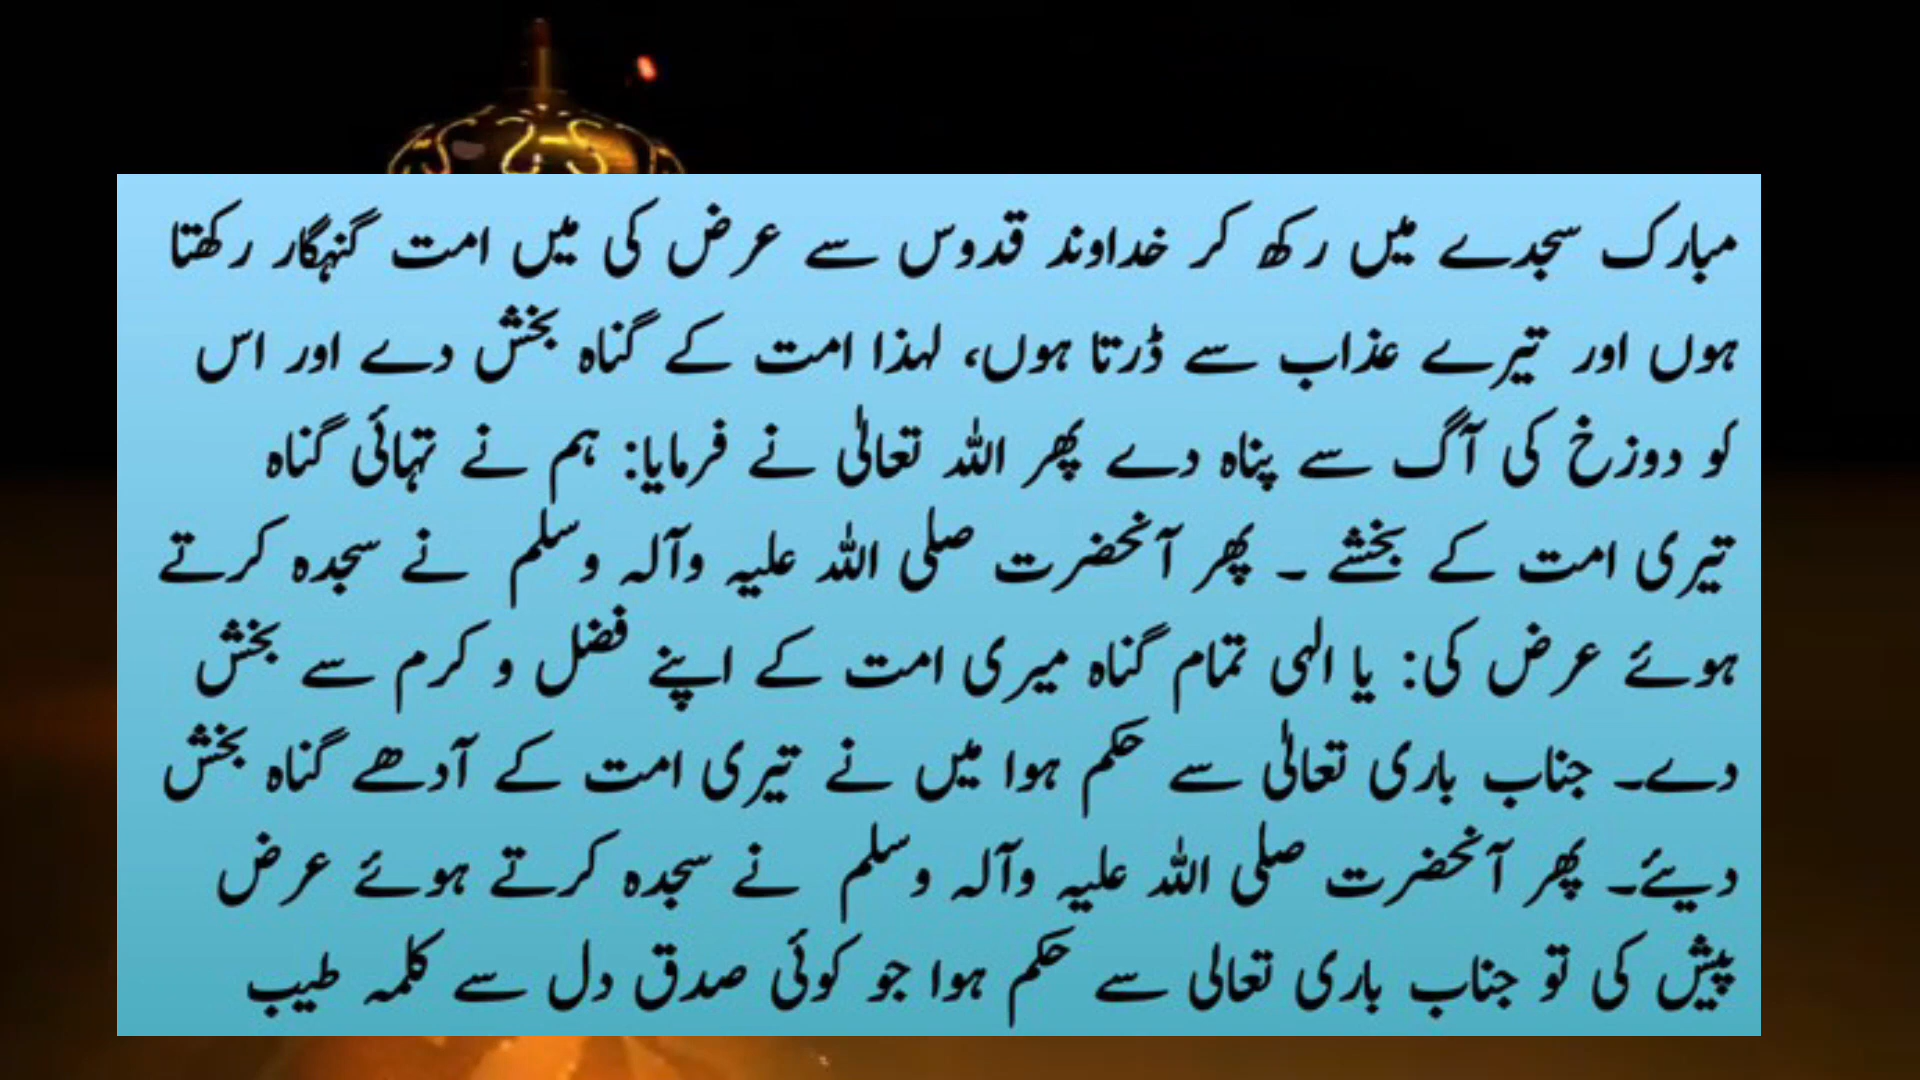 مبارک سجدے میں رکھ کر خداوند قدوس سے عرض کی میں امت گنہگار رکھتا
ہوں اور تیرے عذاب سے ڈرتا ہوں، لہذا امت کے گناہ بخش دے اور اس
کو دوزخ کی آگ سے پناہ دے پھر اللہ تعالیٰ نے فرمایا: ہم نے تہائی گناہ
تیری امت کے بخشے ۔ پھر آنحضرت صلی اللہ علیہ وآلہ وسلم نے سجدہ کرتے
ہوئے عرض کی: یا الہی تمام گناہ میری امت کے اپنے فضل و کرم سے بخش
دے۔ جناب باری تعالیٰ سے حکم ہوا میں نے تیری امت کے آدھے گناہ بخش
دیئے۔ پھر آنحضرت صلی اللہ علیہ وآلہ وسلم نے سجدہ کرتے ہوئے عرض
پیش کی تو جناب باری تعالی سے حکم ہوا جو کوئی صدق دل سے کلمہ طیب